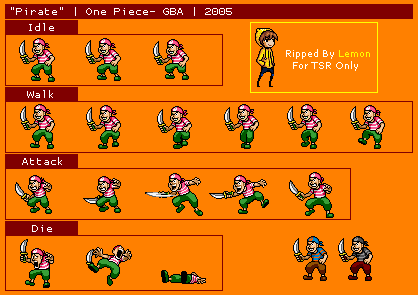 "Pirate" | One Piece- GBA | 2005
Idle
Ripped By Lemon
For TSR Only
Walk
Attack
Die